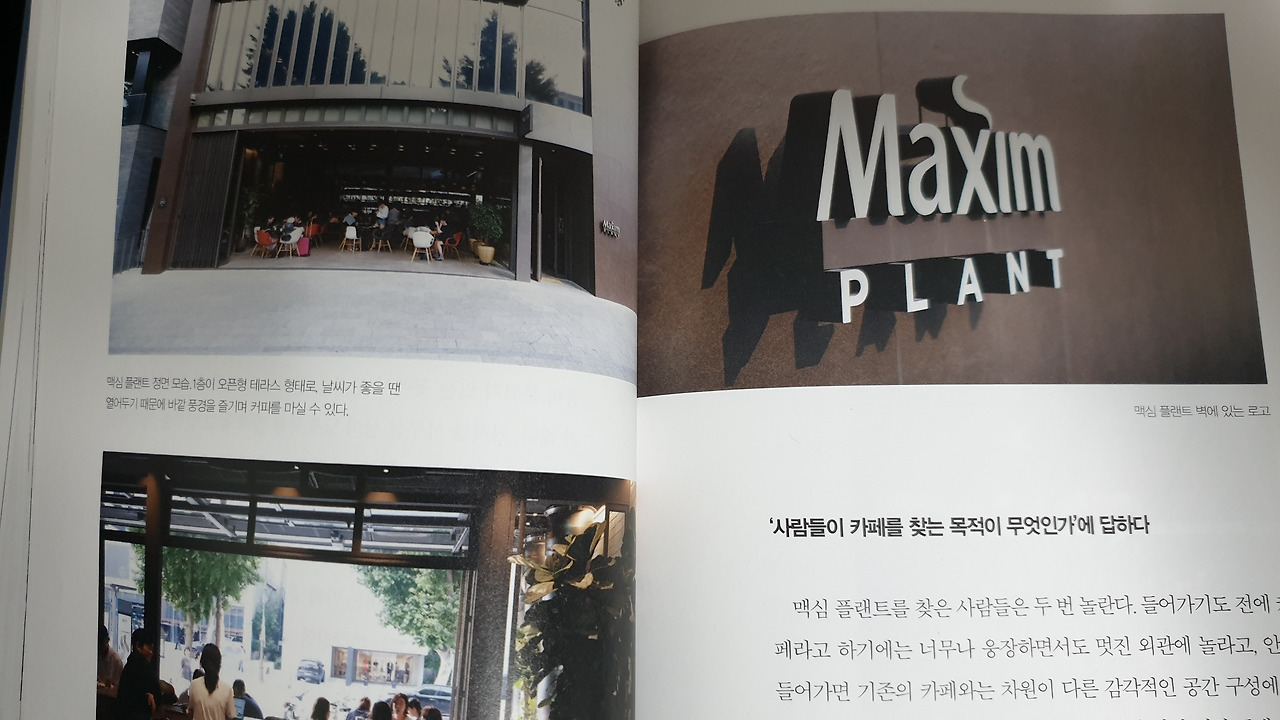 Maxim
맥심 플랜트 정면 모습. 1층이 오픈형 테라스 형태로, 날씨가 좋을 땐
열어두기 때문에 바깥 풍경을 즐기며 커피를 마실 수 있다.
Maxim
PLANT
맥심 플랜트 벽에 있는 로고
'사람들이 카페를 찾는 목적이 무엇인가'에 답하다
맥심 플랜트를 찾은 사람들은 두 번 놀란다. 들어가기도 전에
페라고 하기에는 너무나 웅장하면서도 멋진 외관에 놀라고,
들어가면 기존의 카페와는 차원이 다른 감각적인 공간 구성에